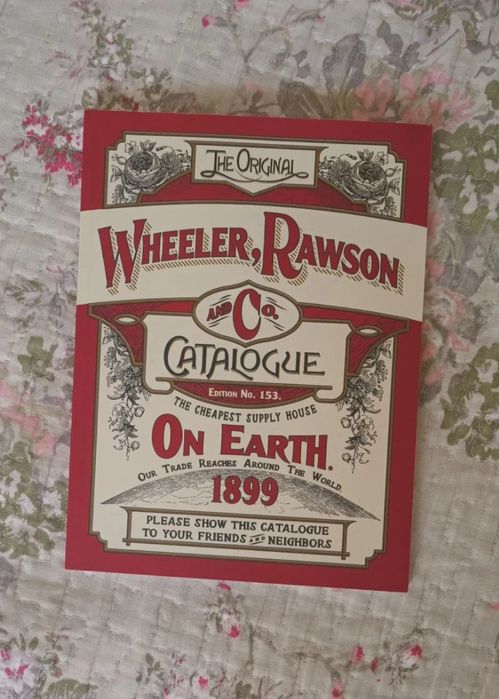 The Original
Wheeler, Rawson
and Co.
Catalogue
Edition No. 153.
The Cheapest Supply House
On Earth.
Our Trade Reaches Around The World.
1899
PLEASE SHOW THIS CATALOGUE
TO YOUR FRIENDS AND NEIGHBORS